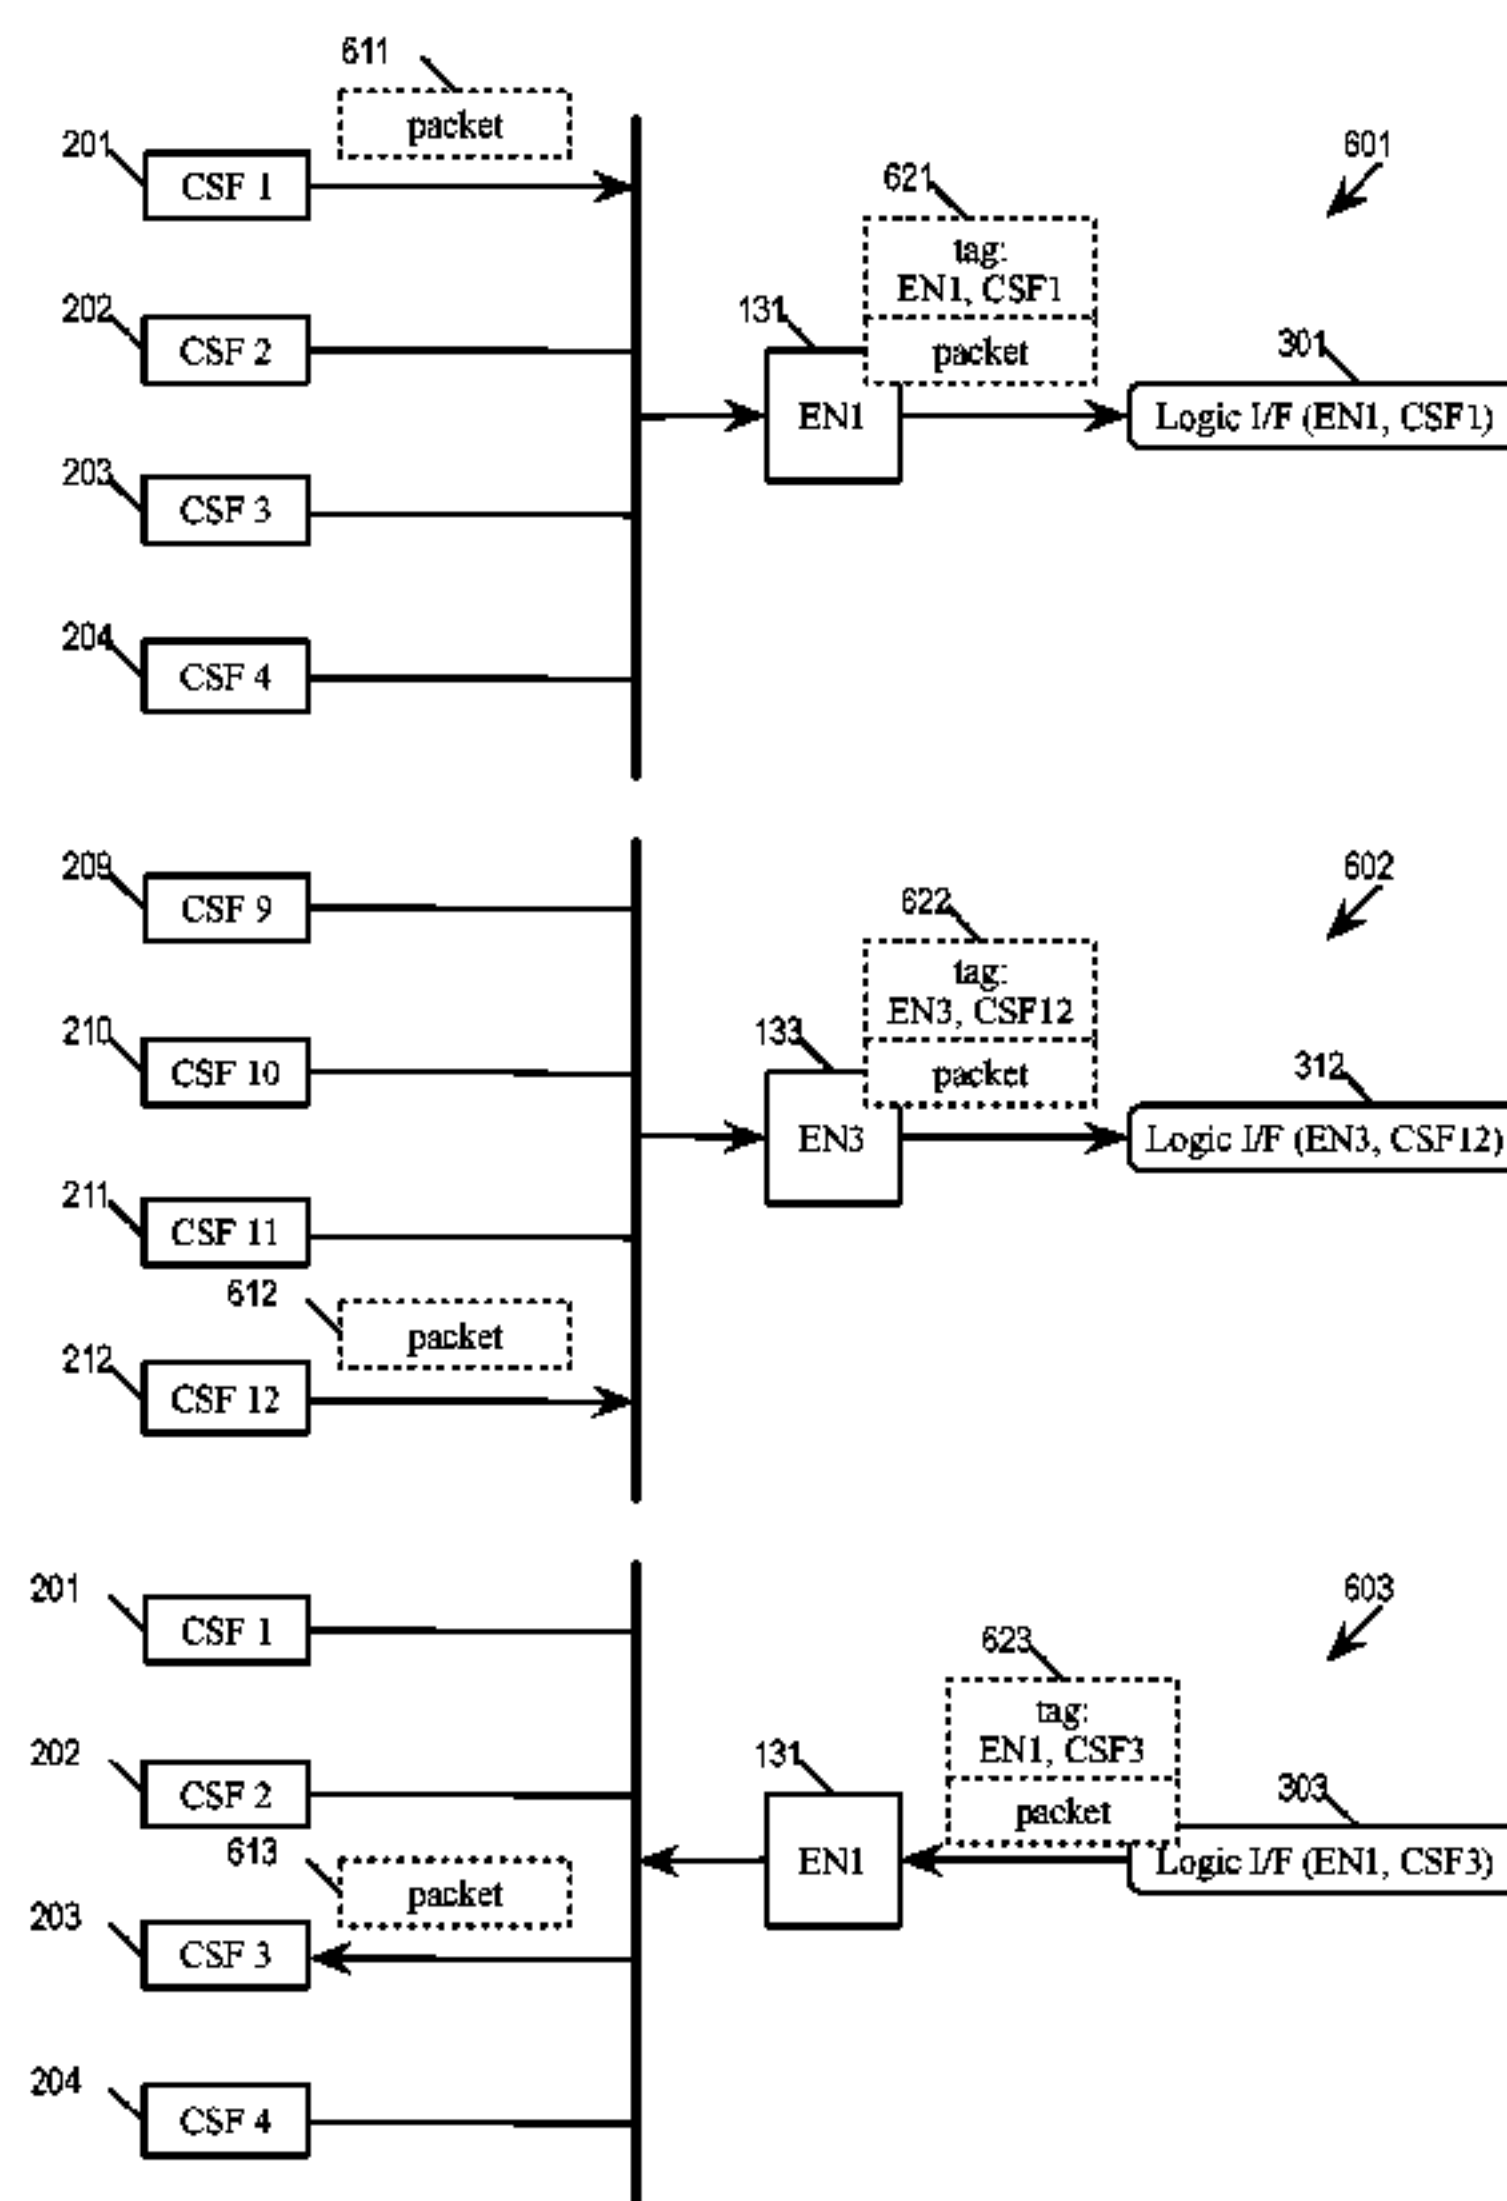 611
packet
201
CSF 1
601
621
tag:
EN1, CSF1
packet
202
CSF 2
131
EN1
301
Logic I/F (EN1, CSF1)
203
CSF 3
204
CSF 4
209
CSF 9
602
622
tag:
EN3, CSF12
packet
210
CSF 10
133
EN3
312
Logic I/F (EN3, CSF12)
211
CSF 11
612
packet
212
CSF 12
201
CSF 1
603
623
tag:
EN1, CSF3
packet
202
CSF 2
131
EN1
303
Logic I/F (EN1, CSF3)
613
packet
203
CSF 3
204
CSF 4